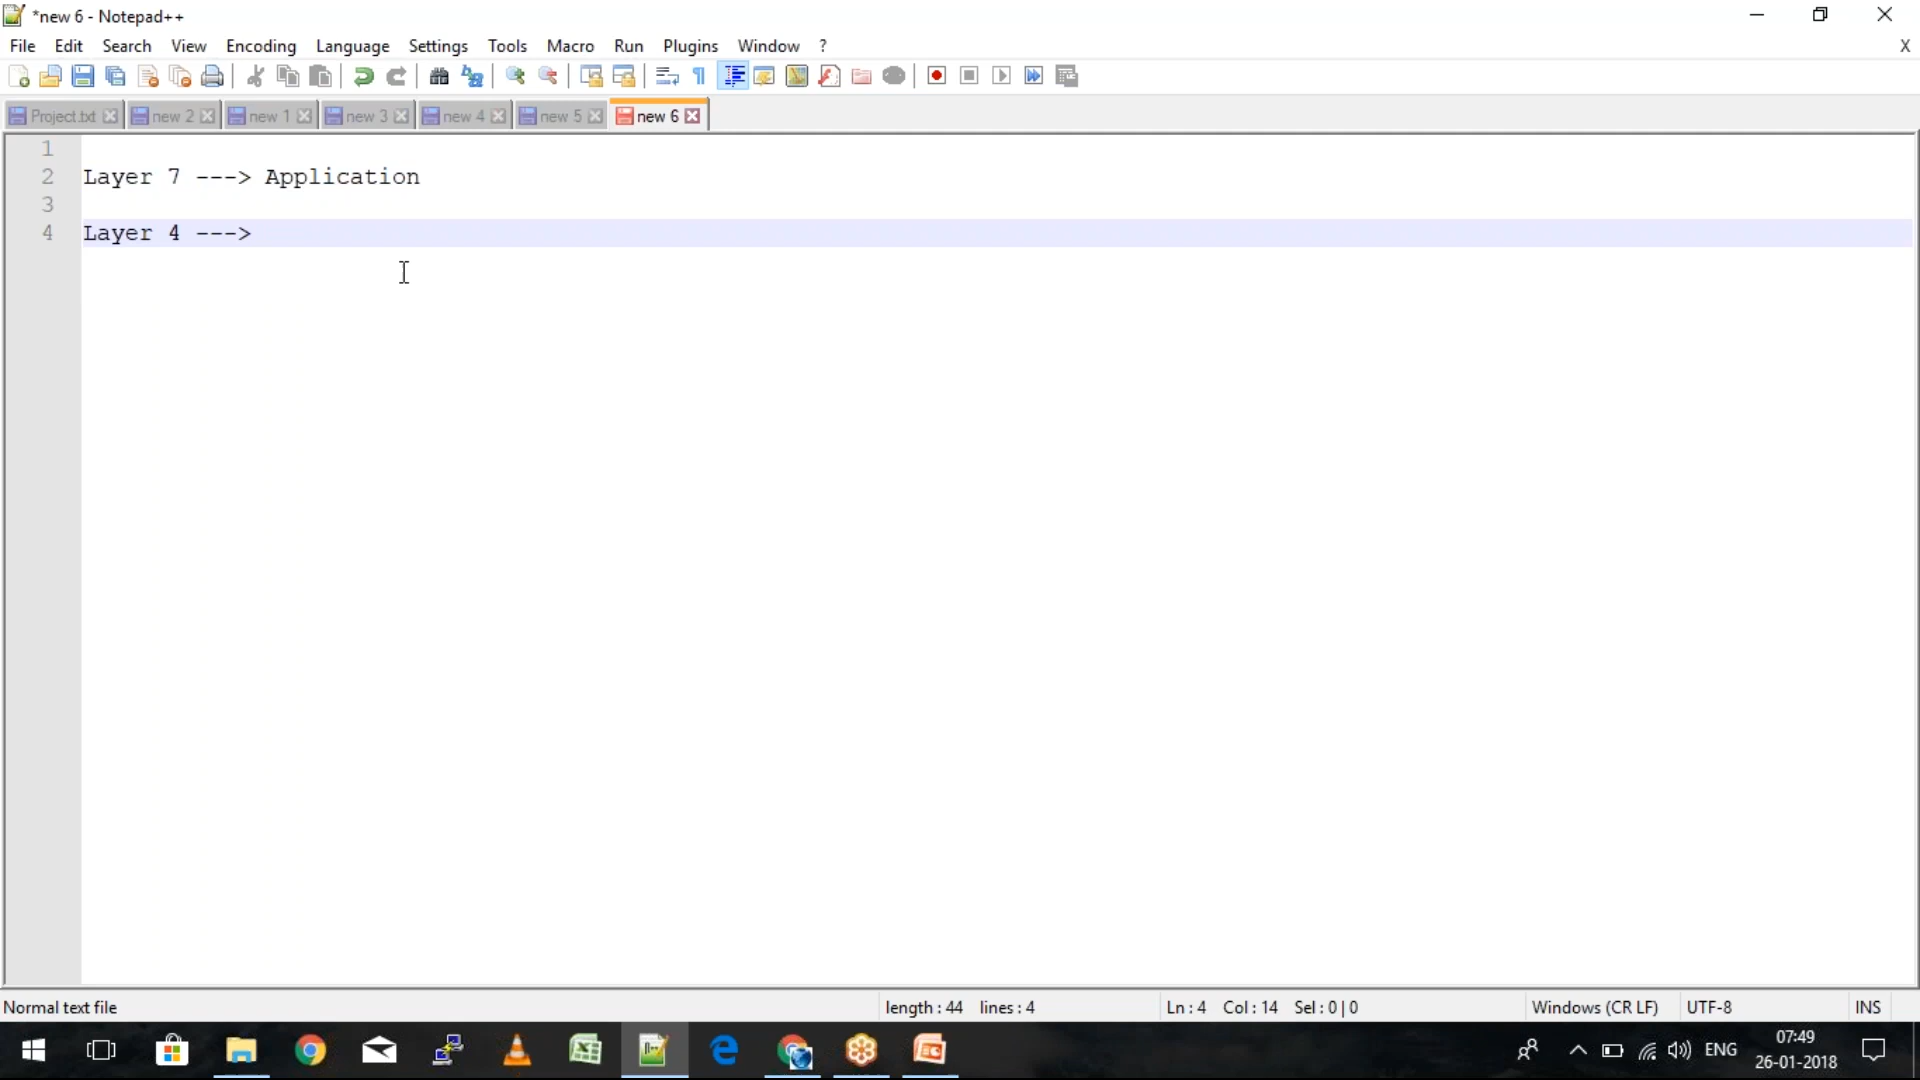 *new 6 - Notepad++
File Edit Search View Encoding Language Settings Tools Macro Run Plugins Window ? X
Project.txt new 2 new 1 new 3 new 4 new 5 new 6
1
2 Layer 7 ---> Application
3
4 Layer 4 --->
Normal text file length : 44 lines : 4 Ln : 4 Col : 14 Sel : 0 | 0 Windows (CR LF) UTF-8 INS
ENG 07:49
26-01-2018